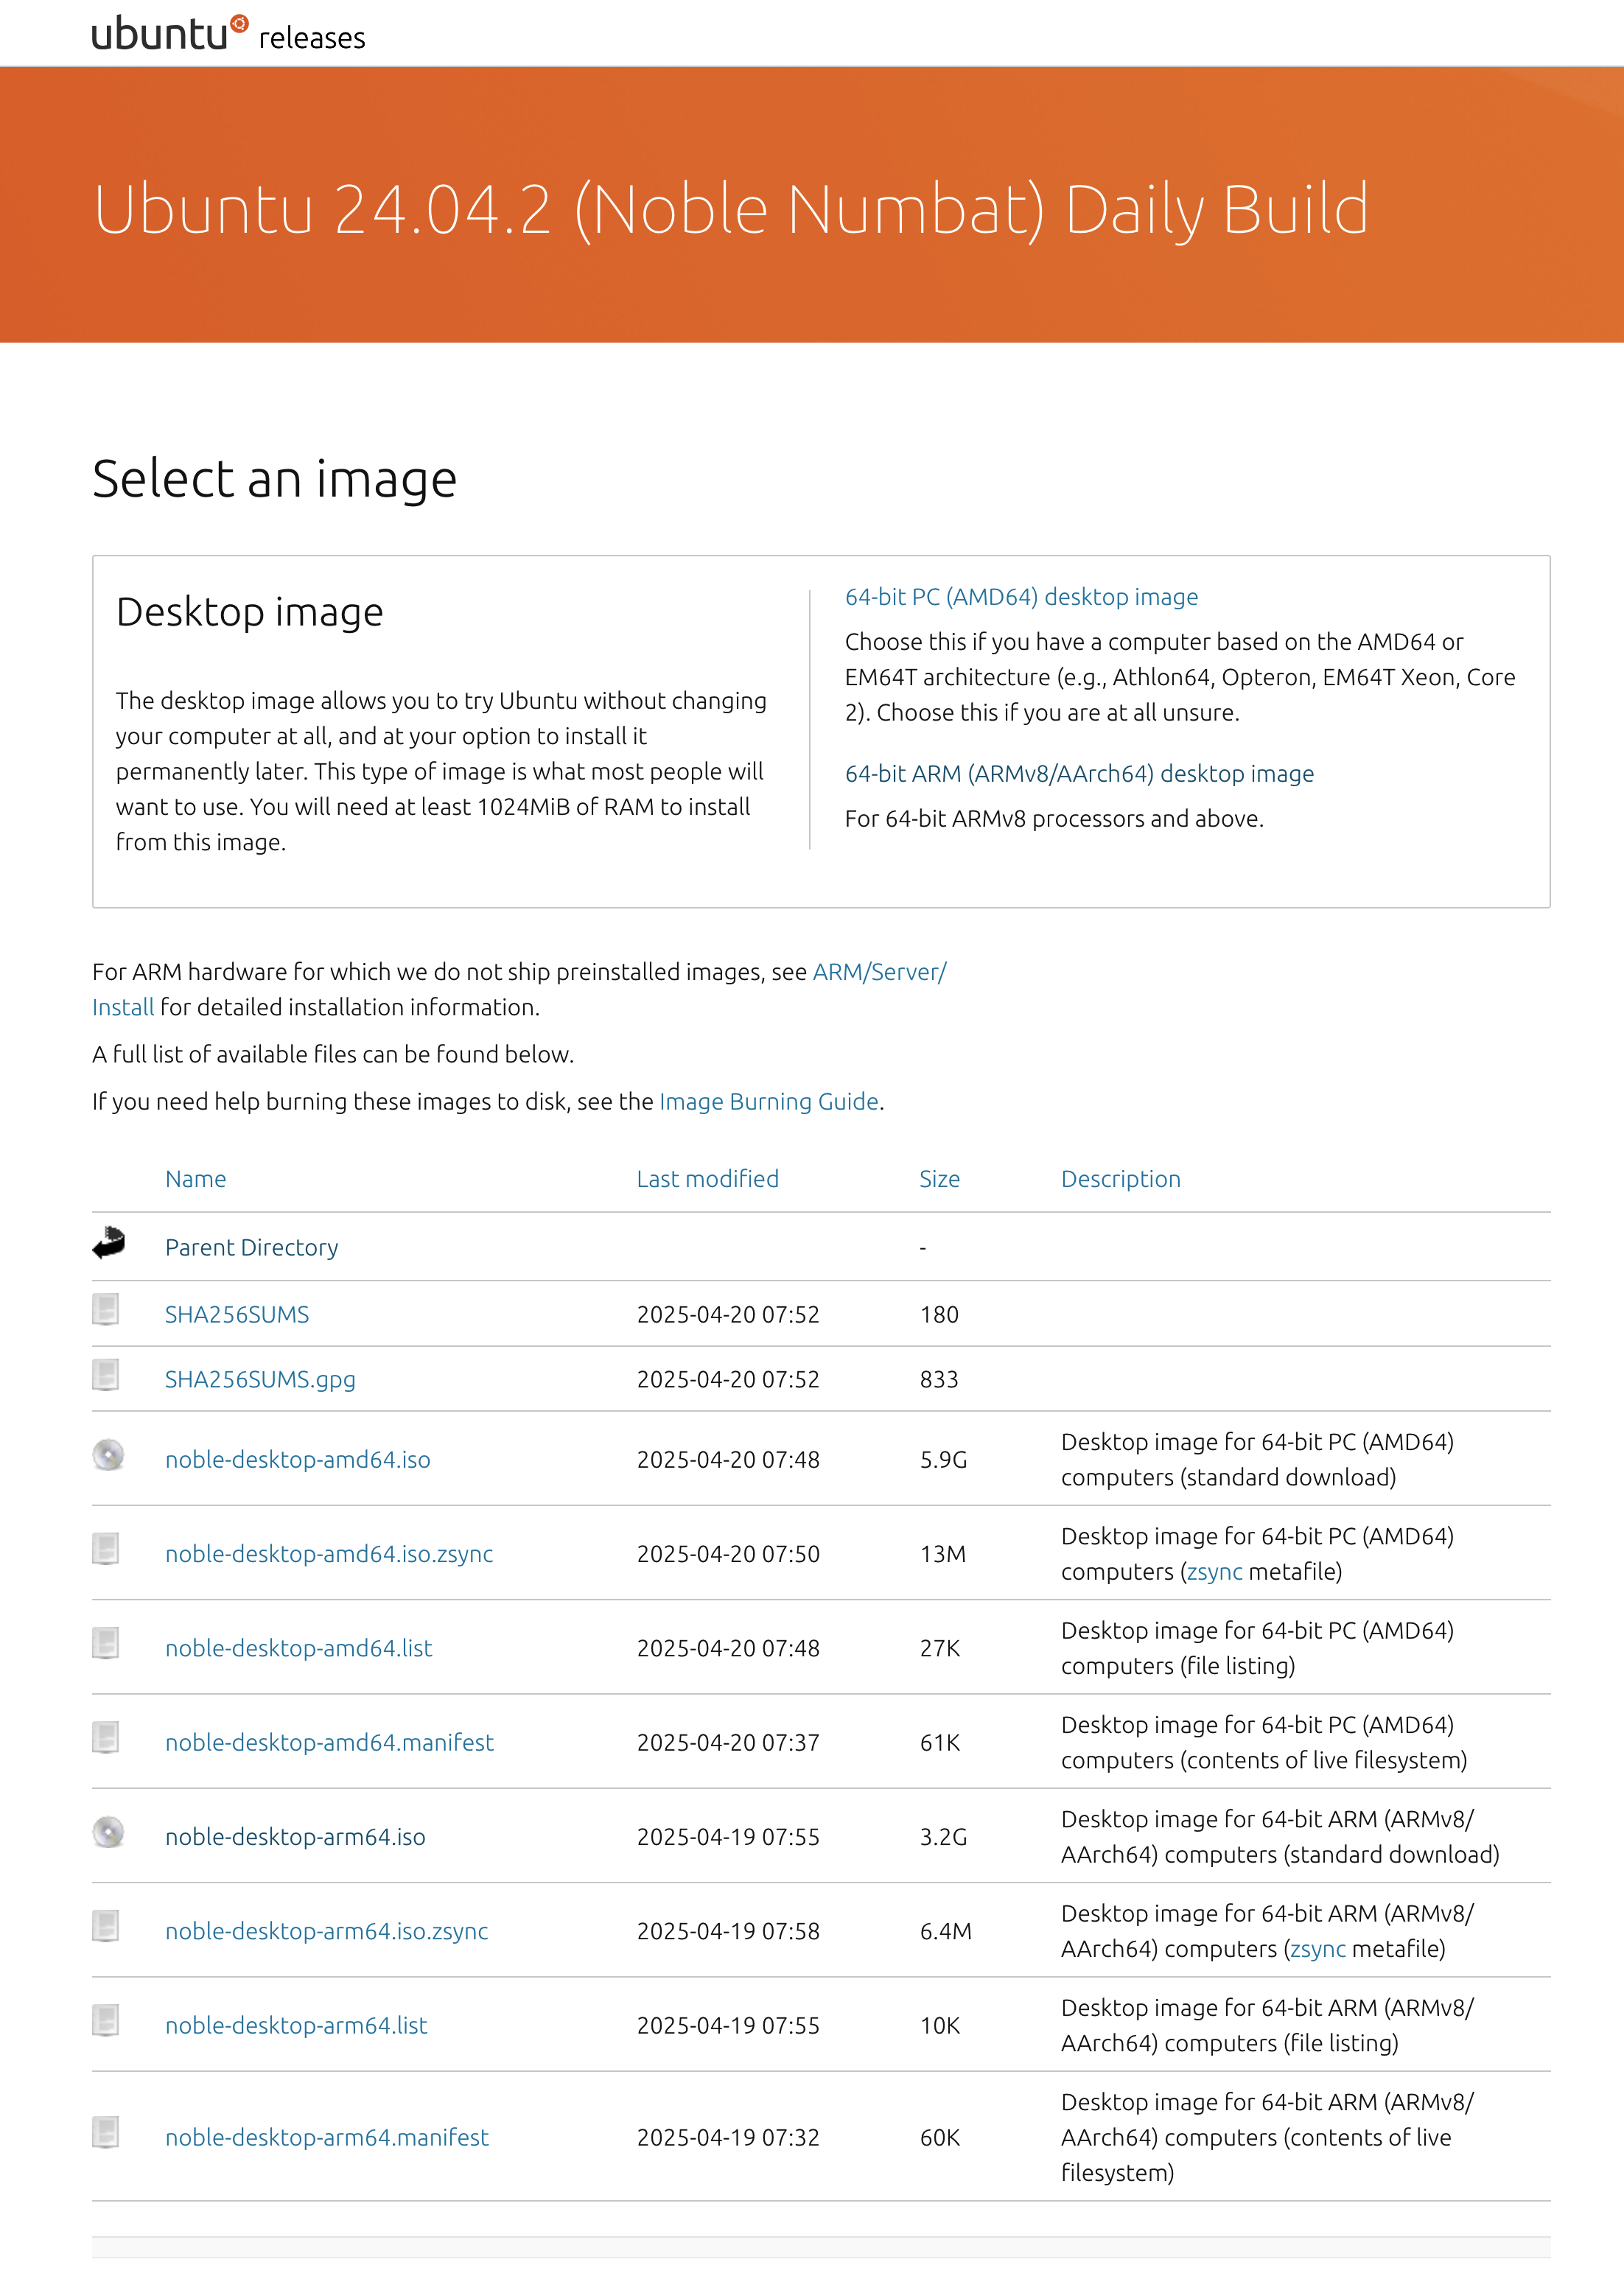 ubuntu releases
Ubuntu 24.04.2 (Noble Numbat) Daily Build
Select an image
Desktop image
The desktop image allows you to try Ubuntu without changing
your computer at all, and at your option to install it
permanently later. This type of image is what most people will
want to use. You will need at least 1024MiB of RAM to install
from this image.
64-bit PC (AMD64) desktop image
Choose this if you have a computer based on the AMD64 or
EM64T architecture (e.g., Athlon64, Opteron, EM64T Xeon, Core
2). Choose this if you are at all unsure.
64-bit ARM (ARMv8/AArch64) desktop image
For 64-bit ARMv8 processors and above.
For ARM hardware for which we do not ship preinstalled images, see ARM/Server/
Install for detailed installation information.
A full list of available files can be found below.
If you need help burning these images to disk, see the Image Burning Guide.
Name Last modified Size Description
Parent Directory -
SHA256SUMS 2025-04-20 07:52 180
SHA256SUMS.gpg 2025-04-20 07:52 833
noble-desktop-amd64.iso 2025-04-20 07:48 5.9G Desktop image for 64-bit PC (AMD64)
computers (standard download)
noble-desktop-amd64.iso.zsync 2025-04-20 07:50 13M Desktop image for 64-bit PC (AMD64)
computers (zsync metafile)
noble-desktop-amd64.list 2025-04-20 07:48 27K Desktop image for 64-bit PC (AMD64)
computers (file listing)
noble-desktop-amd64.manifest 2025-04-20 07:37 61K Desktop image for 64-bit PC (AMD64)
computers (contents of live filesystem)
noble-desktop-arm64.iso 2025-04-19 07:55 3.2G Desktop image for 64-bit ARM (ARMv8/
AArch64) computers (standard download)
noble-desktop-arm64.iso.zsync 2025-04-19 07:58 6.4M Desktop image for 64-bit ARM (ARMv8/
AArch64) computers (zsync metafile)
noble-desktop-arm64.list 2025-04-19 07:55 10K Desktop image for 64-bit ARM (ARMv8/
AArch64) computers (file listing)
noble-desktop-arm64.manifest 2025-04-19 07:32 60K Desktop image for 64-bit ARM (ARMv8/
AArch64) computers (contents of live
filesystem)